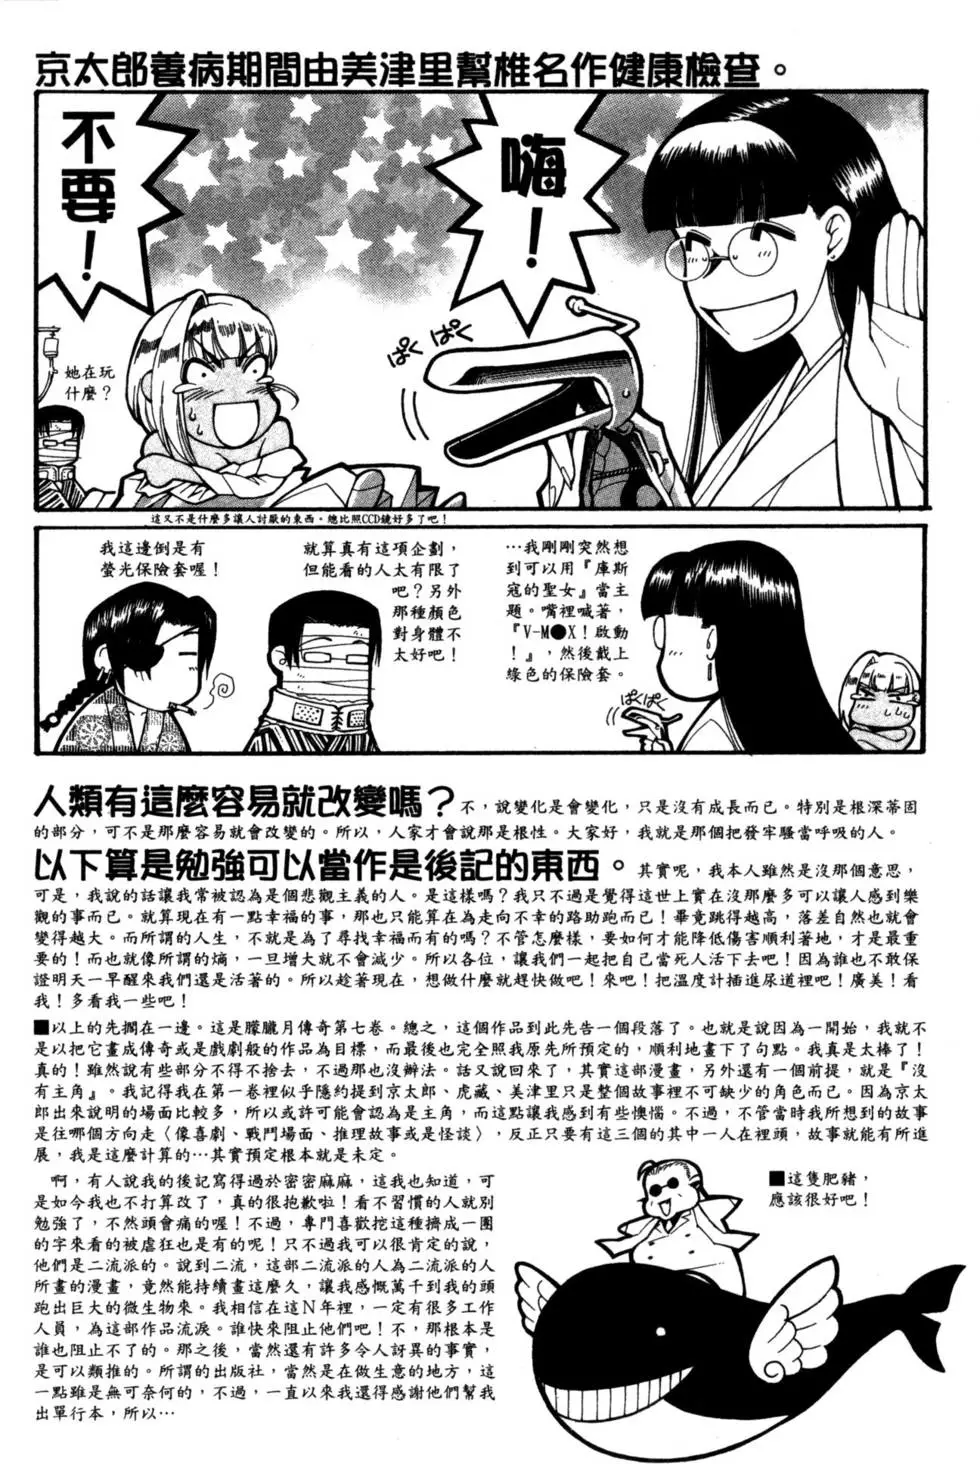 京太郎養病期間由美津里幫椎名作健康檢查。
嗨！
不要！
ぱく
ぱく
她在玩
什麼？
這又不是什麼多讓人討厭的東西。總比照CCD鏡好多了吧！
…我剛剛突然想
到可以用『庫斯
寇的聖女』當主
題。嘴裡喊著，
『V-M●X！啟動
！』，然後戴上
綠色的保險套。
ぱくぱく
就算真有這項企劃，
但能看的人太有限了
吧？另外
那種顏色
對身體不
太好吧！
我這邊倒是有
螢光保險套喔！
人類有這麼容易就改變嗎？不，說變化是會變化，只是沒有成長而已。特別是根深蒂固
的部分，可不是那麼容易就會改變的。所以，人家才會說那是根性。大家好，我就是那個把發牢騷當呼吸的人。
以下算是勉強可以當作是後記的東西。其實呢，我本人雖然是沒那個意思，
可是，我說的話讓我常被認為是個悲觀主義的人。是這樣嗎？我只不過是覺得這世上實在沒那麼多可以讓人感到樂
觀的事而已。就算現在有一點幸福的事，那也只能算在為走向不幸的路助跑而已！畢竟跳得越高，落差自然也就會
變得越大。而所謂的人生，不就是為了尋找幸福而有的嗎？不管怎麼樣，要如何才能降低傷害順利著地，才是最重
要的！而也就像所謂的熵，一旦增大就不會減少。所以各位，讓我們一起把自己當死人活下去吧！因為誰也不敢保
證明天一早醒來我們還是活著的。所以趁著現在，想做什麼就趕快做吧！來吧！把溫度計插進尿道裡吧！廣美！看
我！多看我一些吧！
■以上的先擱在一邊。這是朦朧月傳奇第七卷。總之，這個作品到此先告一個段落了。也就是說因為一開始，我就不
是以把它畫成傳奇或是戲劇般的作品為目標，而最後也完全照我原先所預定的，順利地畫下了句點。我真是太棒了！
真的！雖然說有些部分不得不捨去，不過那也沒辦法。話又說回來了，其實這部漫畫，另外還有一個前提，就是『沒
有主角』。我記得我在第一卷裡似乎隱約提到京太郎、虎藏、美津里只是整個故事裡不可缺少的角色而已。因為京太
郎出來說明的場面比較多，所以或許可能會認為是主角，而這點讓我感到有些懊惱。不過，不管當時我所想到的故事
是往哪個方向走〈像喜劇、戰鬥場面、推理故事或是怪談〉，反正只要有這三個的其中一人在裡頭，故事就能有所進
展，我是這麼計算的…其實預定根本就是未定。
啊，有人說我的後記寫得過於密密麻麻，這我也知道，可
是如今我也不打算改了，真的很抱歉啦！看不習慣的人就別
勉強了，不然頭會痛的喔！不過，專門喜歡挖這種擠成一團
的字來看的被虐狂也是有的呢！只不過我可以很肯定的說，
他們是二流派的。說到二流，這部二流派的人為二流派的人
所畫的漫畫，竟然能持續畫這麼久，讓我感慨萬千到我的頭
跑出巨大的微生物來。我相信在這N年裡，一定有很多工作
人員，為這部作品流淚。誰快來阻止他們吧！不，那根本是
誰也阻止不了的。那之後，當然還有許多令人訝異的事實，
是可以類推的。所謂的出版社，當然是在做生意的地方，這
一點雖是無可奈何的，不過，一直以來我還得感謝他們幫我
出單行本，所以…
■這隻肥豬，
應該很好吧！